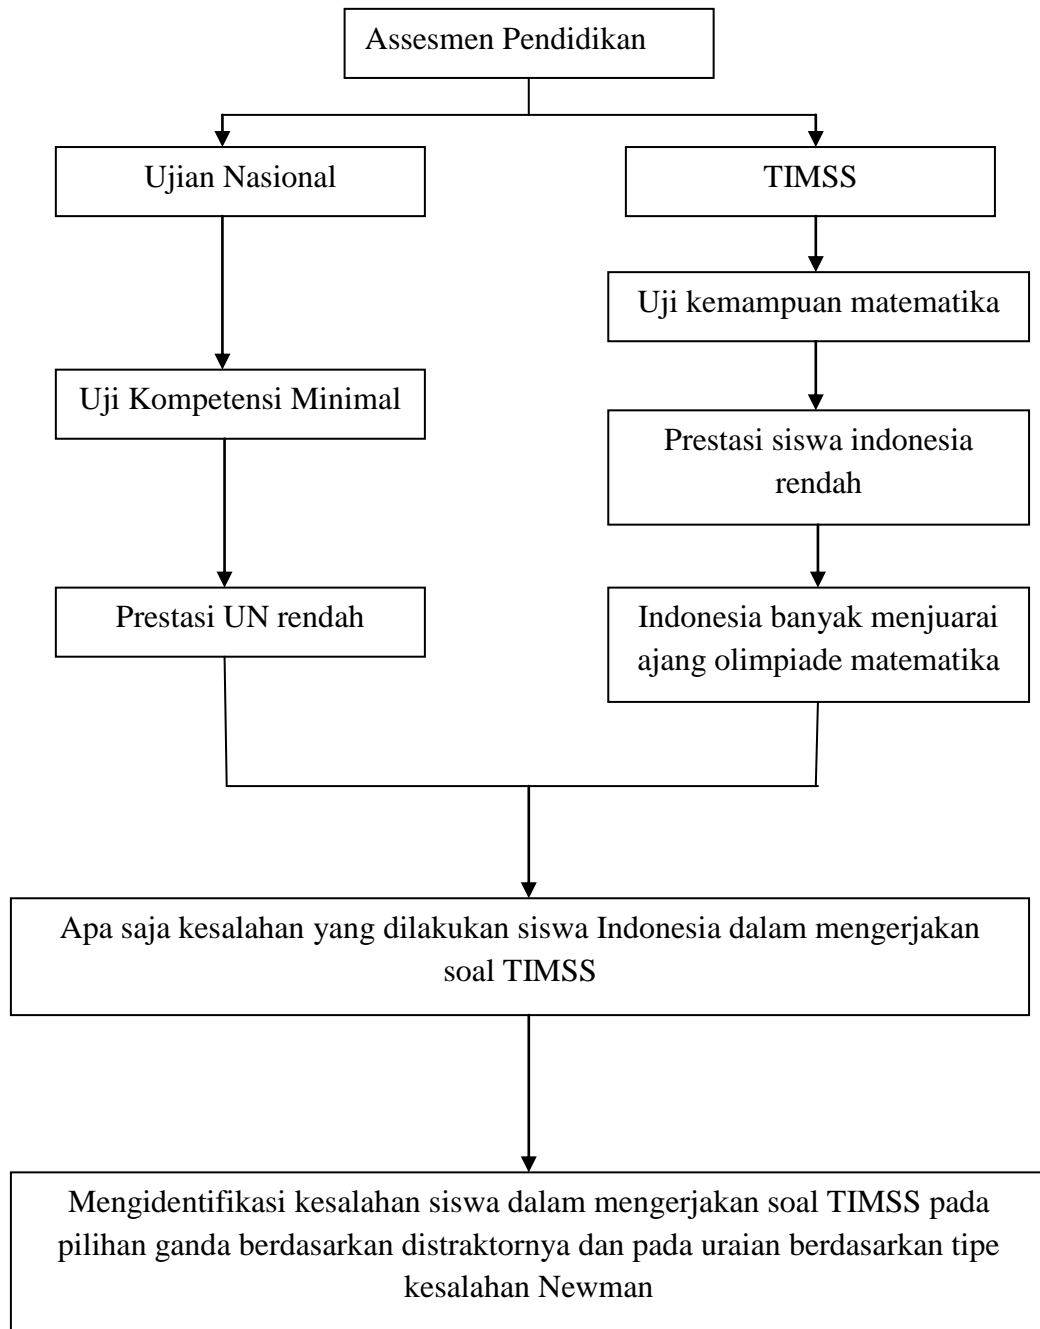 Assesmen Pendidikan
Ujian Nasional
TIMSS
Uji kemampuan matematika
Uji Kompetensi Minimal
Prestasi siswa indonesia
rendah
Prestasi UN rendah
Indonesia banyak menjuarai
ajang olimpiade matematika
Apa saja kesalahan yang dilakukan siswa Indonesia dalam mengerjakan
soal TIMSS
Mengidentifikasi kesalahan siswa dalam mengerjakan soal TIMSS pada
pilihan ganda berdasarkan distraktornya dan pada uraian berdasarkan tipe
kesalahan Newman